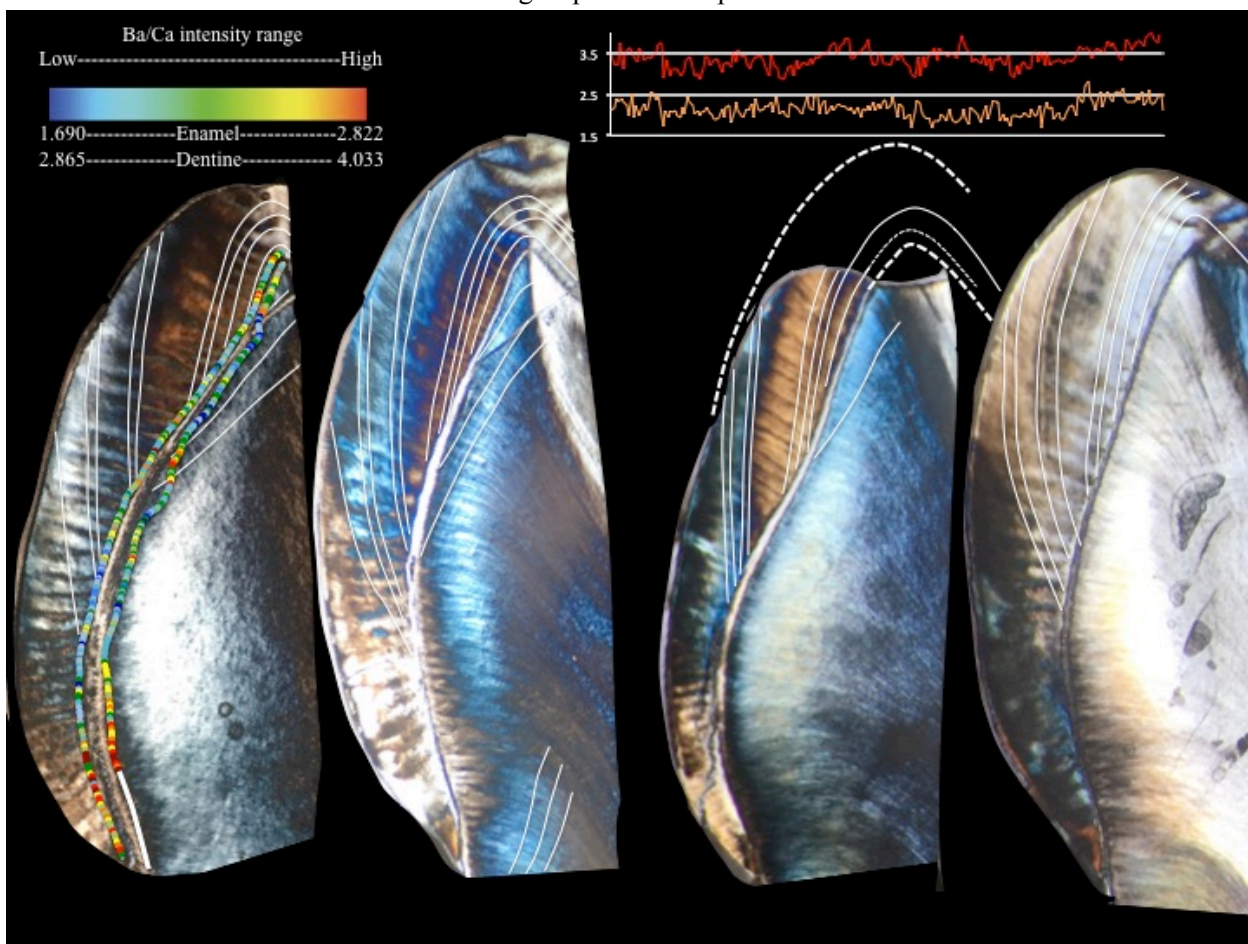 Ba/Ca intensity range
Low--------------------------------------High
1.690-------------Enamel-------------2.822
2.865-------------Dentine------------- 4.033
3.5
2.5
1.5